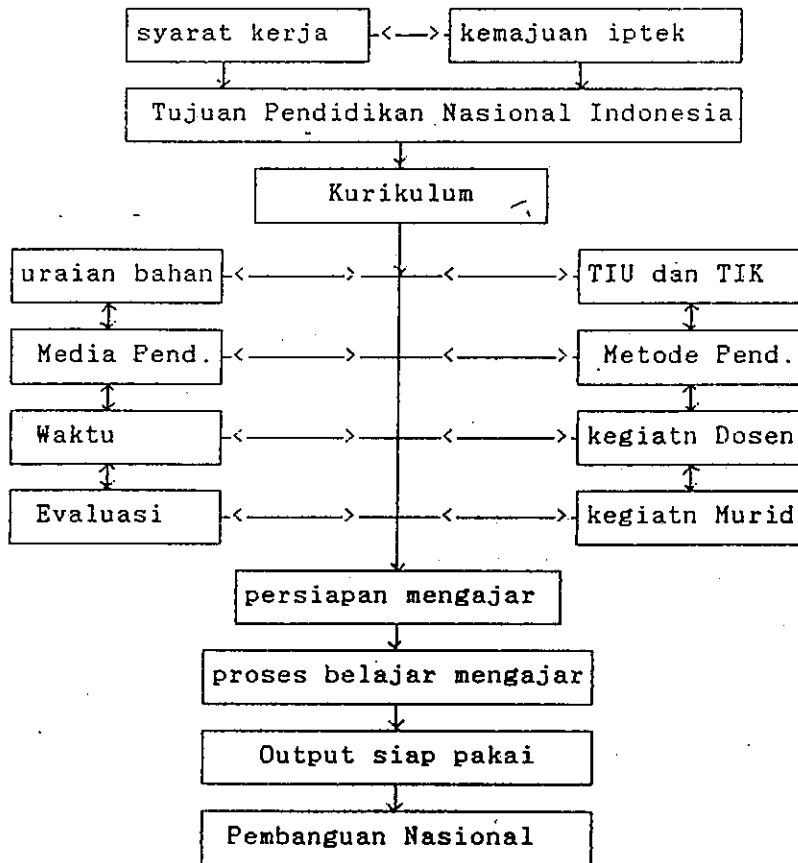 syarat kerja <—> kemajuan iptek
Tujuan Pendidikan Nasional Indonesia
Kurikulum
uraian bahan <——> <——> TIU dan TIK
Media Pend. <——> <——> Metode Pend.
Waktu <——> <——> kegiatn Dosen
Evaluasi <——> <——> kegiatn Murid
persiapan mengajar
proses belajar mengajar
Output siap pakai
Pembanguan Nasional